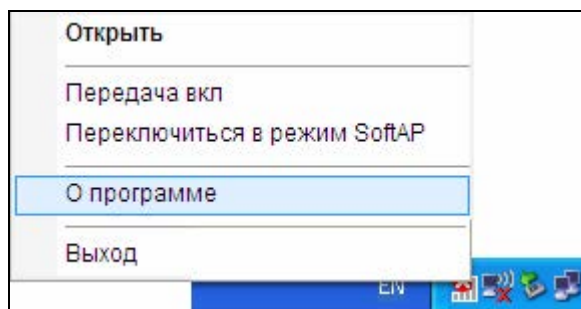 Открыть
Передача вкл
Переключиться в режим SoftAP
О программе
Выход
EN